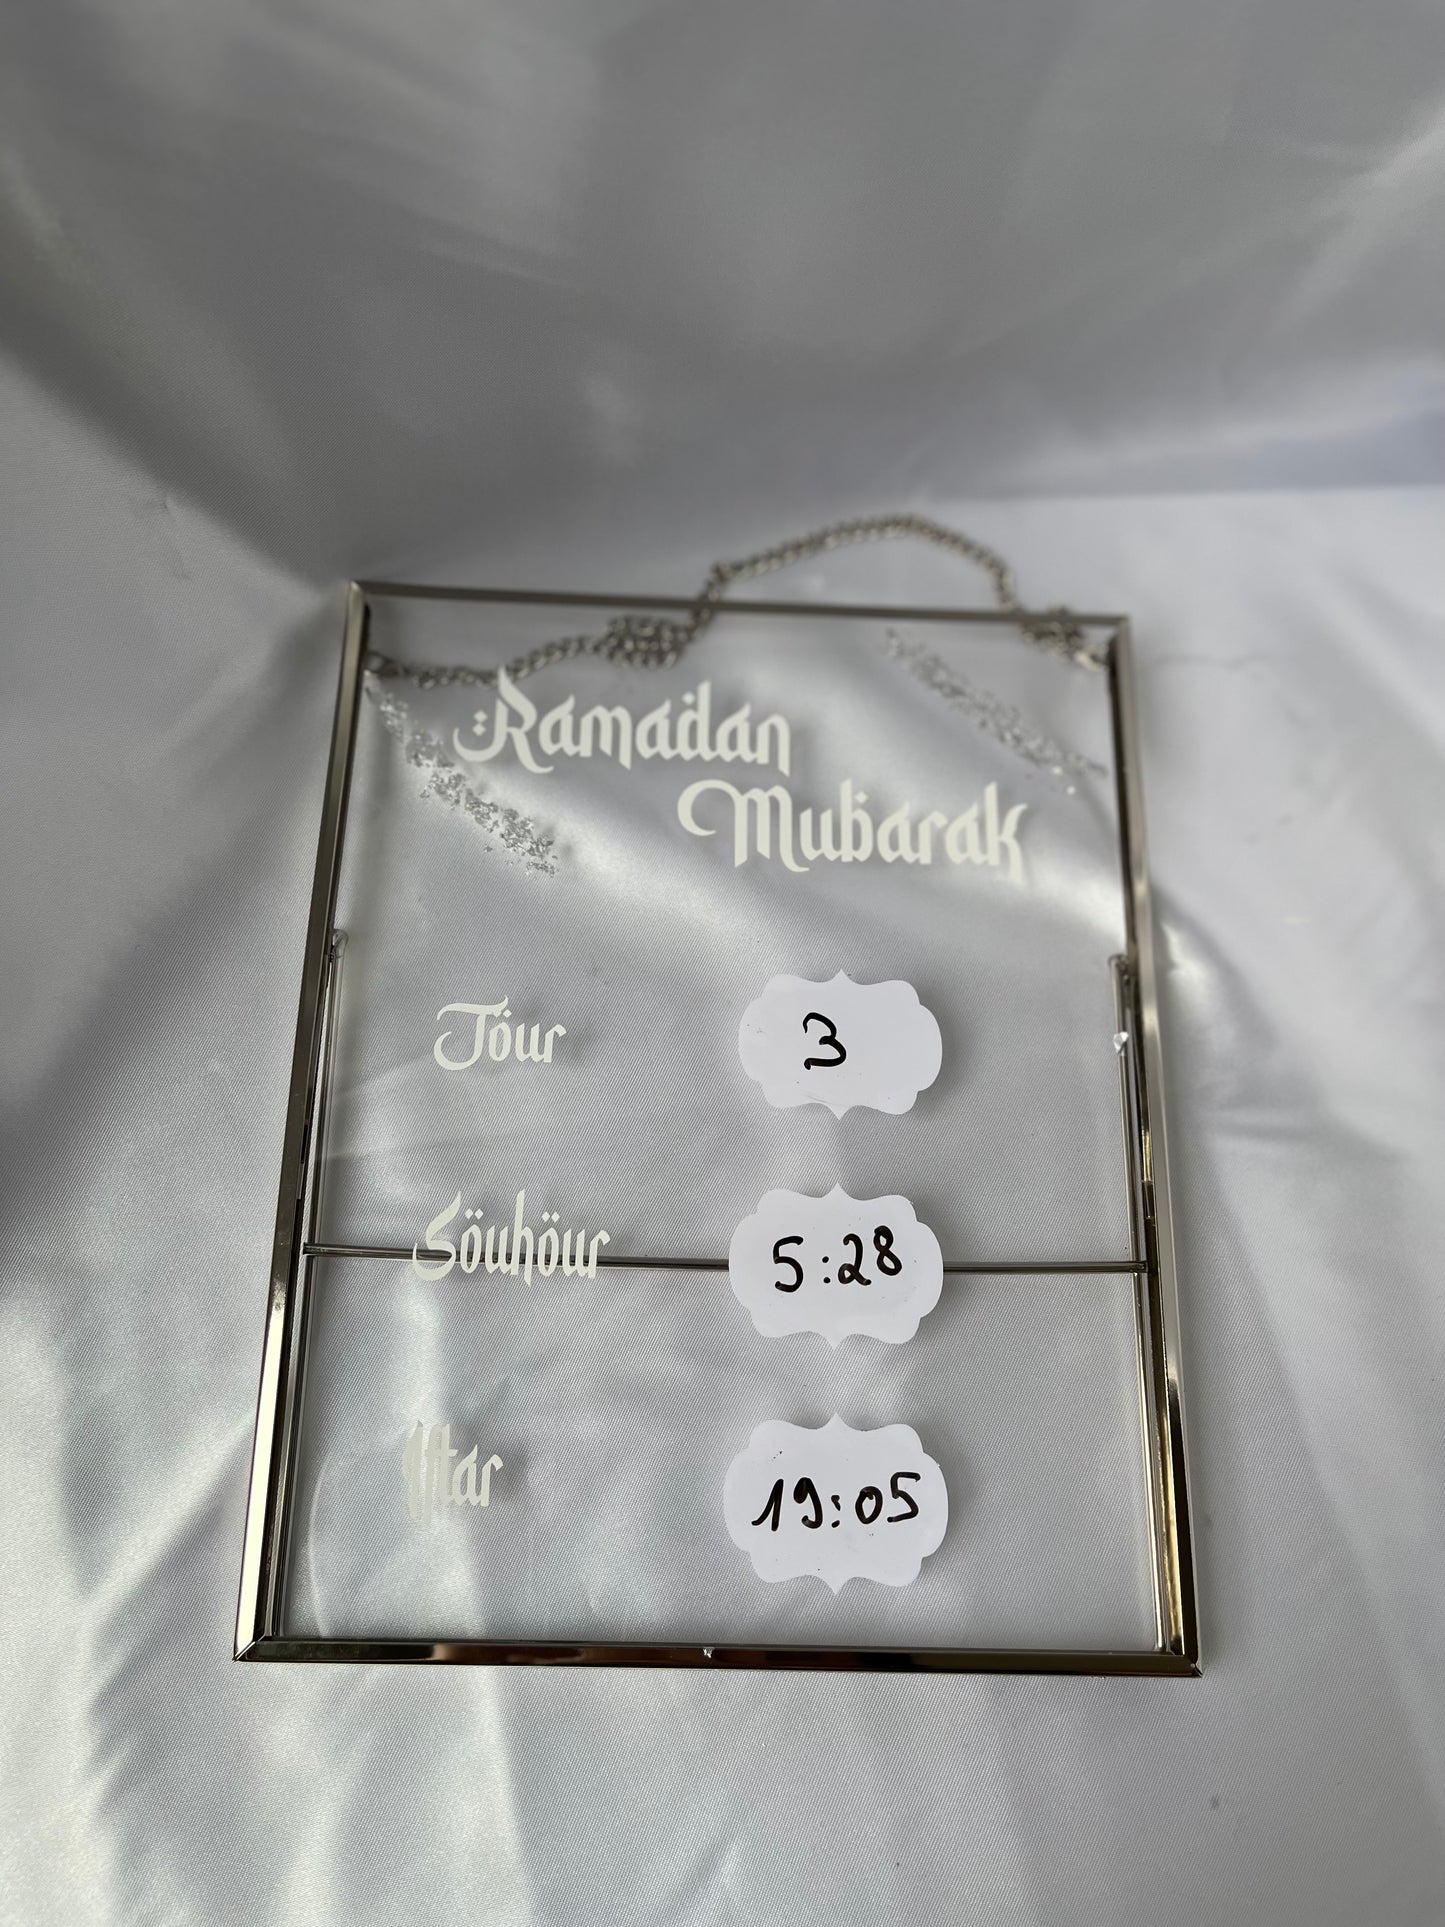 Ramadan
Mubarak
Jour 3
Souhour 5:28
Iftar 19:05